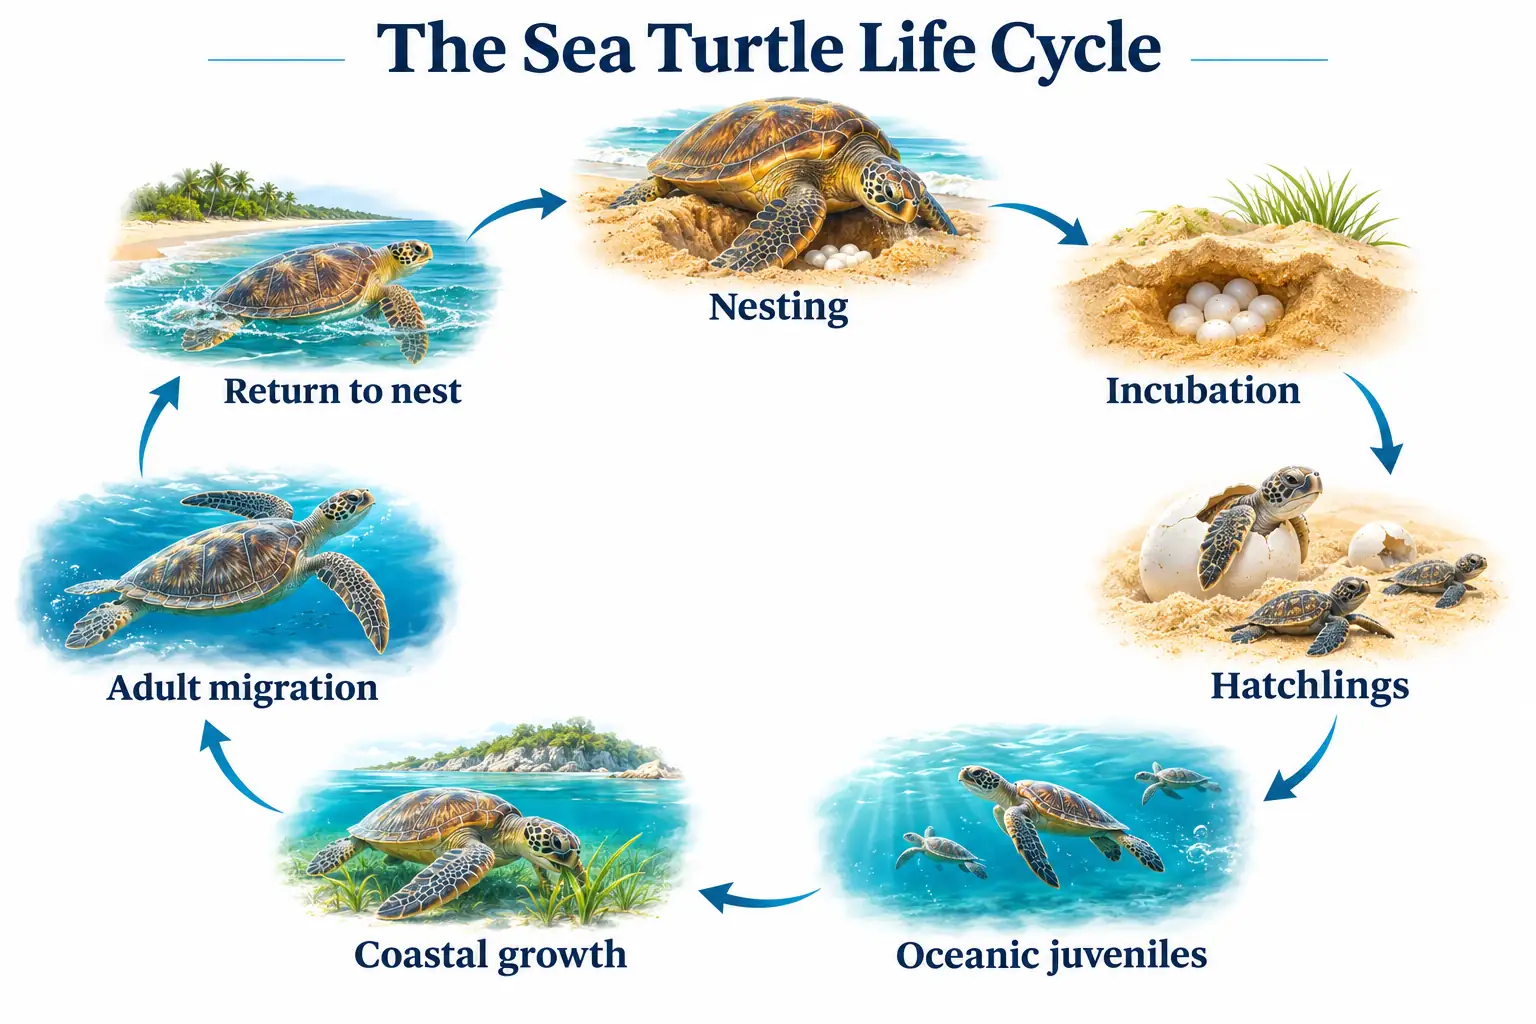 The Sea Turtle Life Cycle
Nesting
Incubation
Hatchlings
Oceanic juveniles
Coastal growth
Adult migration
Return to nest